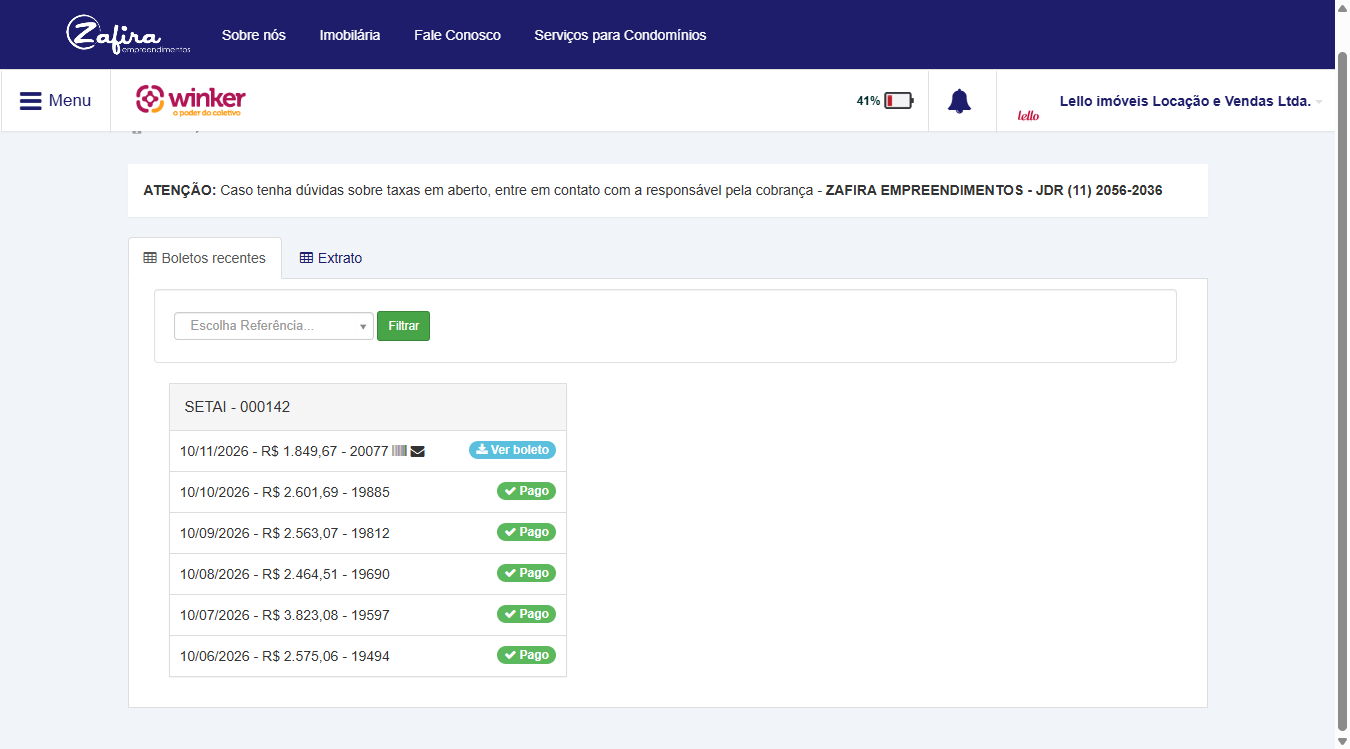 Zafira
empreendimentos
Sobre nós
Imobilária
Fale Conosco
Serviços para Condomínios
Menu
winker
o poder do coletivo
41%
lello
Lello imóveis Locação e Vendas Ltda.
ATENÇÃO: Caso tenha dúvidas sobre taxas em aberto, entre em contato com a responsável pela cobrança - ZAFIRA EMPREENDIMENTOS - JDR (11) 2056-2036
Boletos recentes
Extrato
Escolha Referência...
Filtrar
SETAI - 000142
10/11/2026 - R$ 1.849,67 - 20077 Ver boleto
10/10/2026 - R$ 2.601,69 - 19885 Pago
10/09/2026 - R$ 2.563,07 - 19812 Pago
10/08/2026 - R$ 2.464,51 - 19690 Pago
10/07/2026 - R$ 3.823,08 - 19597 Pago
10/06/2026 - R$ 2.575,06 - 19494 Pago